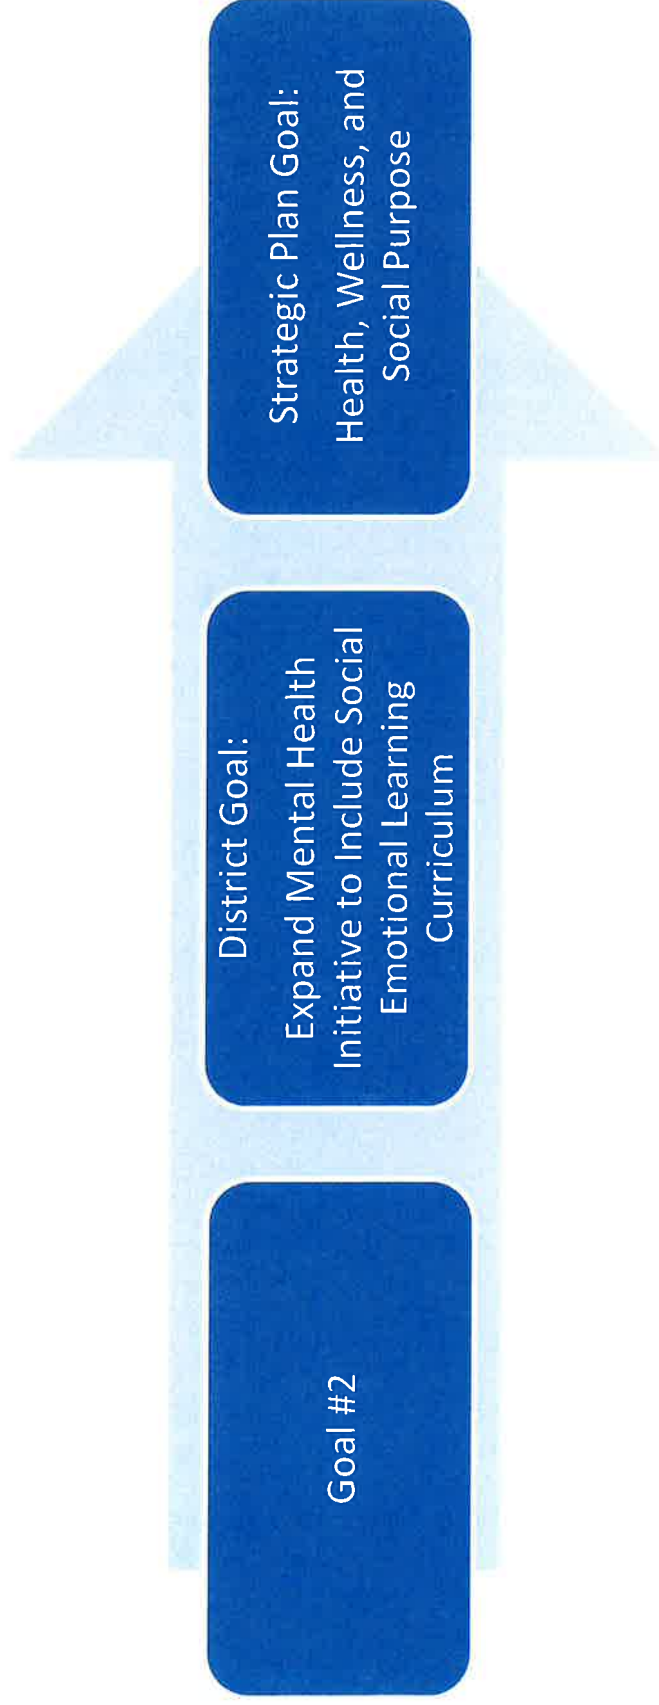 Goal #2
District Goal:
Expand Mental Health
Initiative to Include Social
Emotional Learning
Curriculum
Strategic Plan Goal:
Health, Wellness, and
Social Purpose